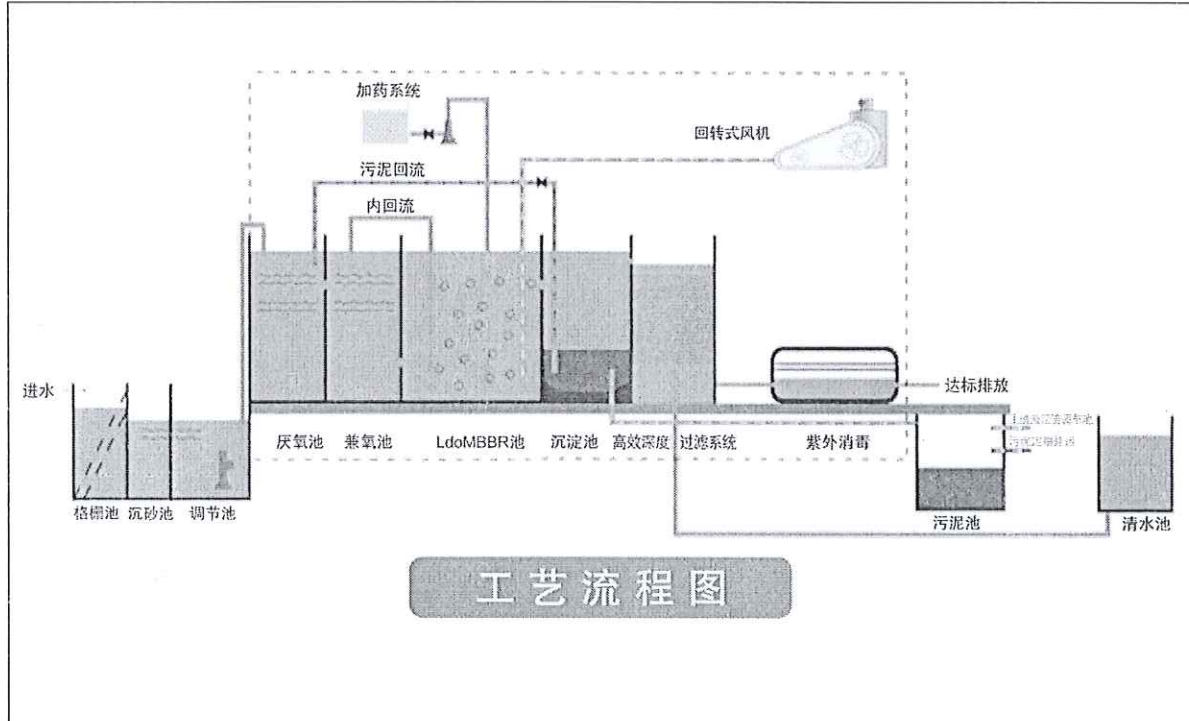 加药系统
回转式风机
污泥回流
内回流
进水
达标排放
厌氧池
兼氧池
LdoMBBR池
沉淀池
高效深度
过滤系统
紫外消毒
格栅池
沉砂池
调节池
污泥池
清水池
工艺流程图